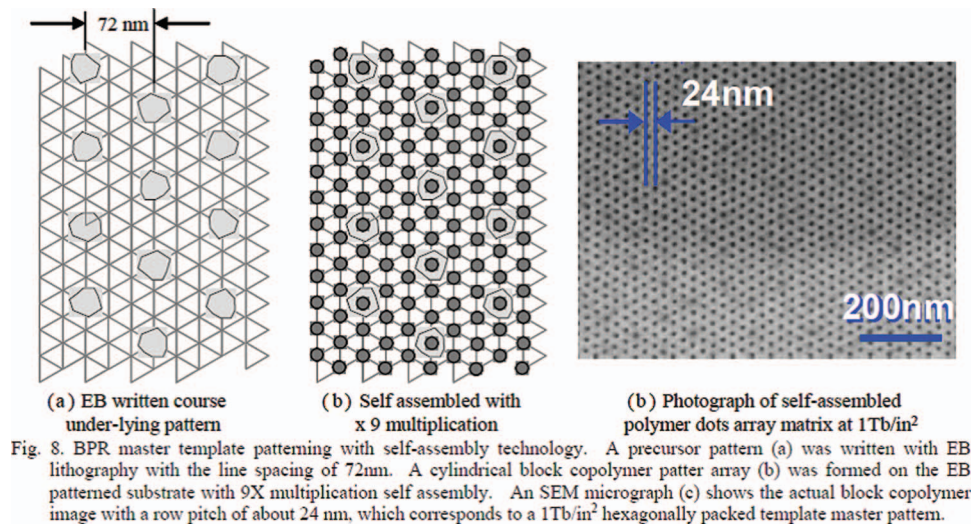 72 nm
24nm
200nm
(a) EB written course
under-lying pattern
(b) Self assembled with
x 9 multiplication
(b) Photograph of self-assembled
polymer dots array matrix at 1Tb/in²
Fig. 8. BPR master template patterning with self-assembly technology. A precursor pattern (a) was written with EB
lithography with the line spacing of 72nm. A cylindrical block copolymer patter array (b) was formed on the EB
patterned substrate with 9X multiplication self assembly. An SEM micrograph (c) shows the actual block copolymer
image with a row pitch of about 24 nm, which corresponds to a 1Tb/in² hexagonally packed template master pattern.